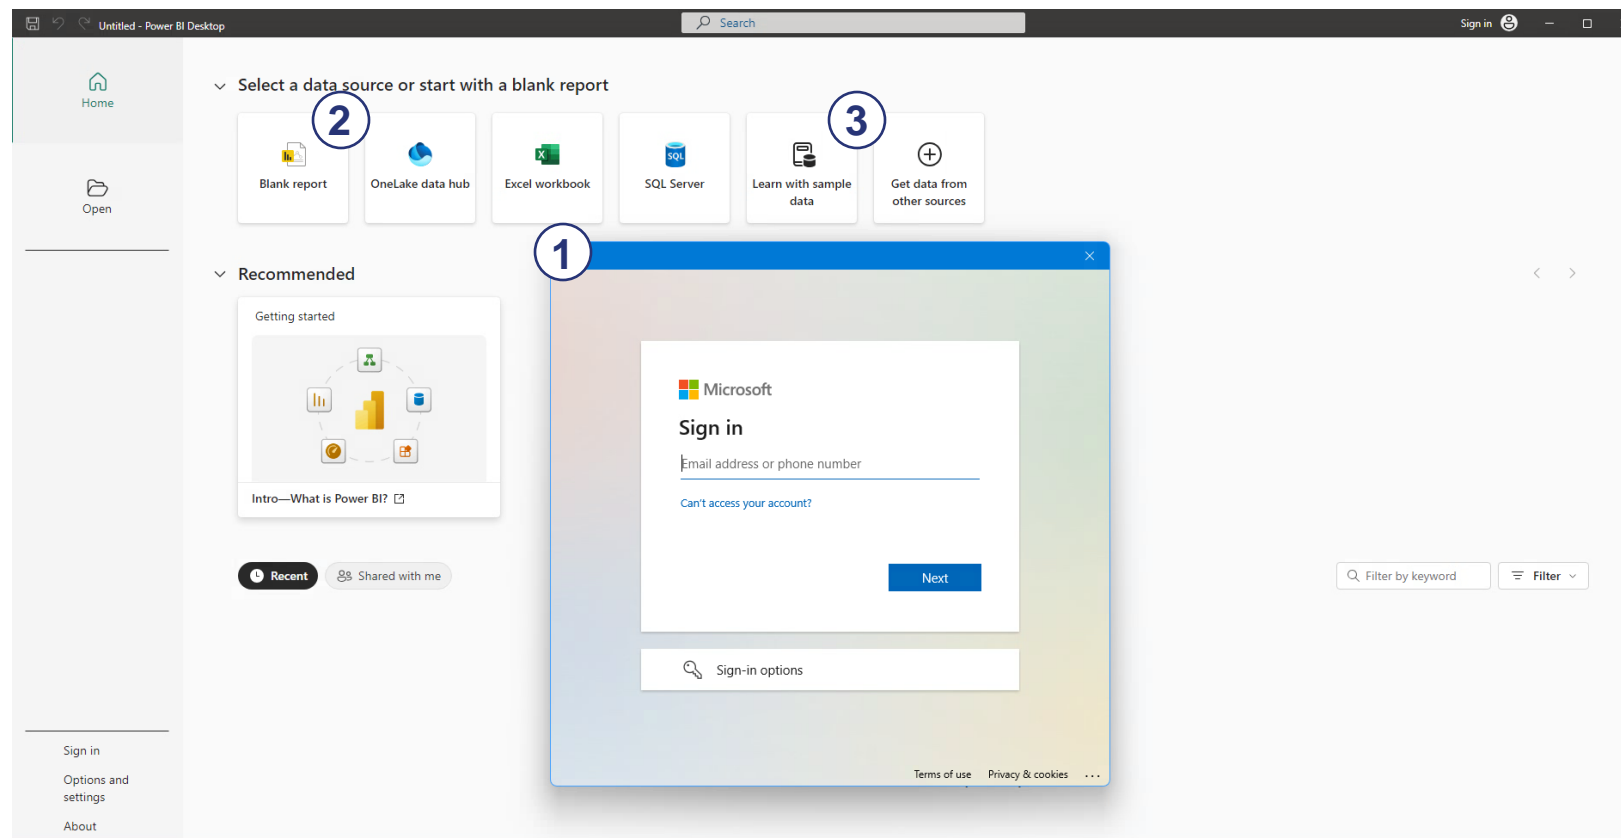 Untitled - Power BI Desktop
Search
Sign in
Home
Open
Select a data source or start with a blank report
2
3
Blank report
OneLake data hub
Excel workbook
SQL
SQL Server
Learn with sample
data
Get data from
other sources
1
Recommended
Getting started
Intro—What is Power BI?
Microsoft
Sign in
Email address or phone number
Can't access your account?
Next
Sign-in options
Terms of use
Privacy & cookies
...
Recent
Shared with me
Filter by keyword
Filter
Sign in
Options and
settings
About